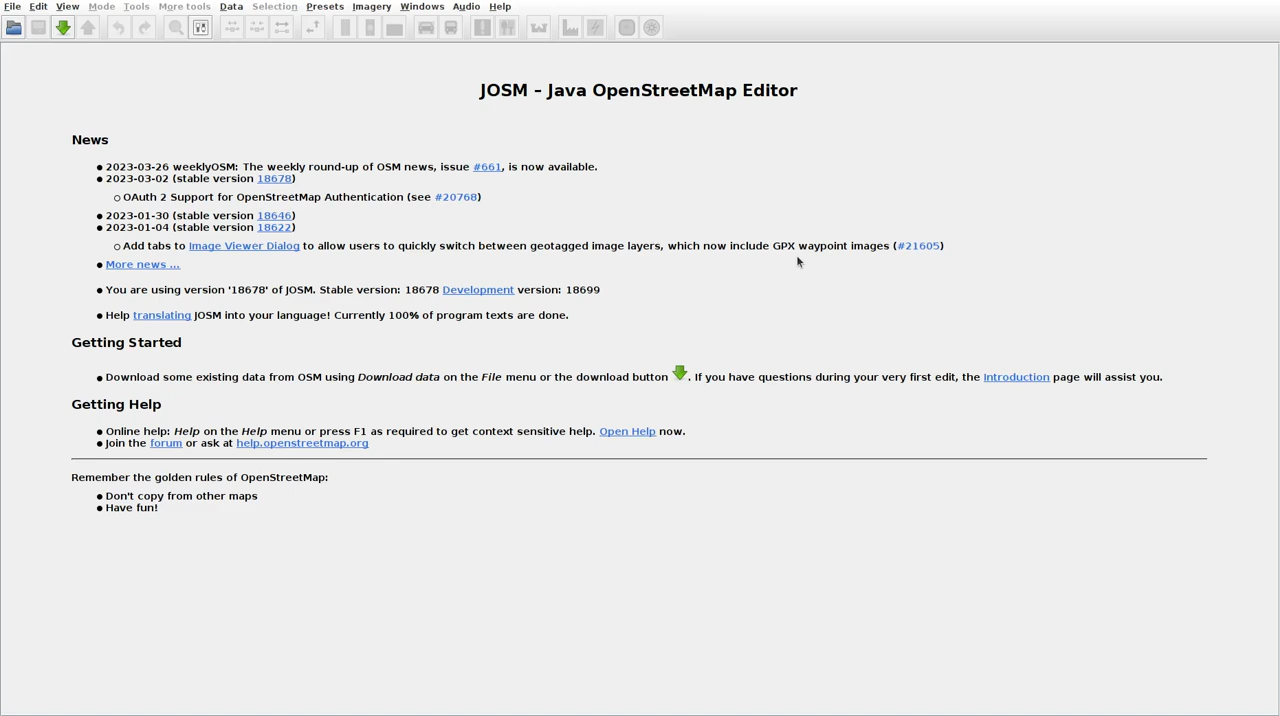 File Edit View Mode Tools More tools Data Selection Presets Imagery Windows Audio Help
JOSM – Java OpenStreetMap Editor
News
2023-03-26 weeklyOSM: The weekly round-up of OSM news, issue #661, is now available.
2023-03-02 (stable version 18678)
OAuth 2 Support for OpenStreetMap Authentication (see #20768)
2023-01-30 (stable version 18646)
2023-01-04 (stable version 18622)
Add tabs to Image Viewer Dialog to allow users to quickly switch between geotagged image layers, which now include GPX waypoint images (#21605)
More news ...
You are using version '18678' of JOSM. Stable version: 18678 Development version: 18699
Help translating JOSM into your language! Currently 100% of program texts are done.
Getting Started
Download some existing data from OSM using Download data on the File menu or the download button . If you have questions during your very first edit, the Introduction page will assist you.
Getting Help
Online help: Help on the Help menu or press F1 as required to get context sensitive help. Open Help now.
Join the forum or ask at help.openstreetmap.org
Remember the golden rules of OpenStreetMap:
Don't copy from other maps
Have fun!